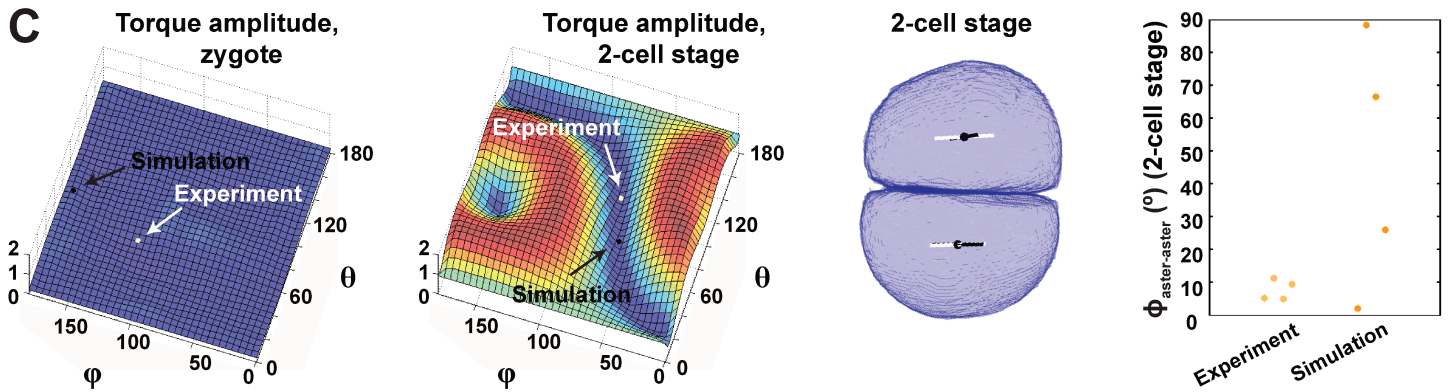 C
Torque amplitude,
zygote
Simulation
Experiment
180
120
60
0
θ
2
1
0
150
100
50
0
φ
Torque amplitude,
2-cell stage
Experiment
Simulation
180
120
60
0
θ
2
1
0
150
100
50
0
φ
2-cell stage
ϕaster-aster (º) (2-cell stage)
90
80
70
60
50
40
30
20
10
0
Experiment
Simulation